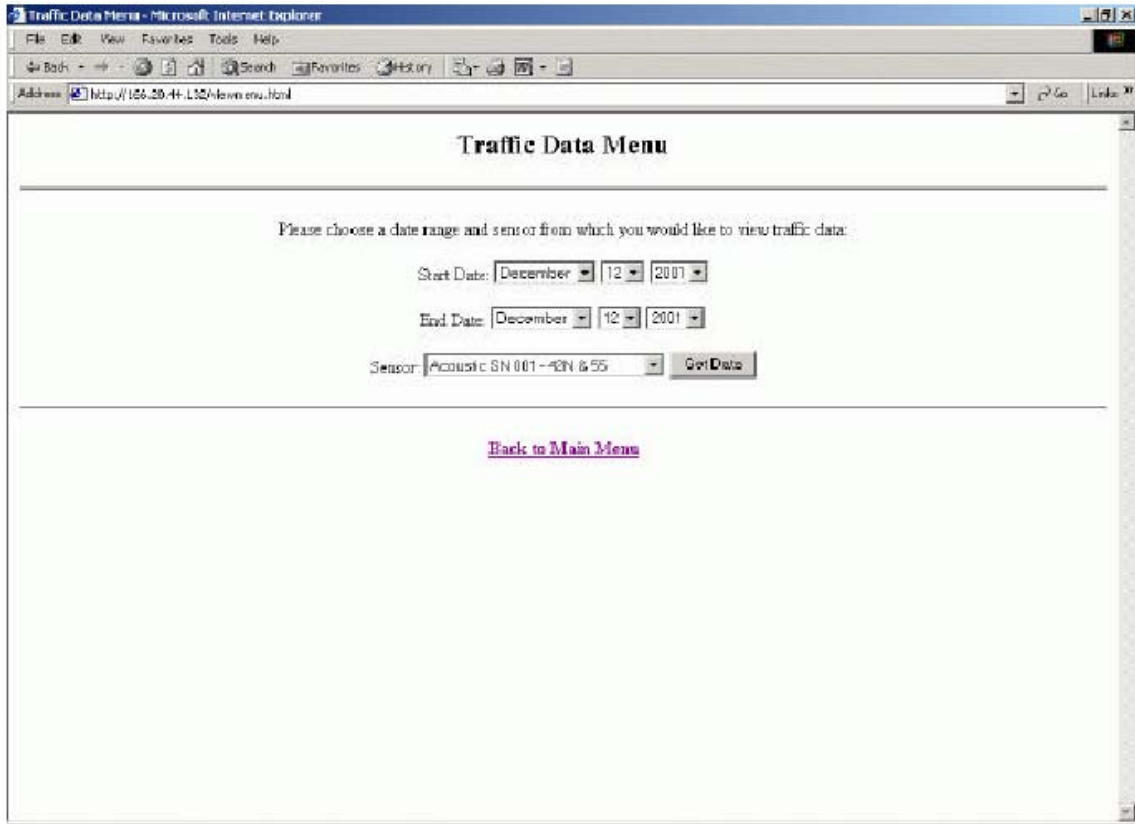 Traffic Data Menu - Microsoft Internet Explorer
File Edit View Favorites Tools Help
Back Search Favorites History
Address Go Links
Traffic Data Menu
Please choose a date range and sensor from which you would like to view traffic data:
Start Date: December 12 2001
End Date: December 12 2001
Sensor: Acoustic SN 001 - & 55 Get Data
Back to Main Menu